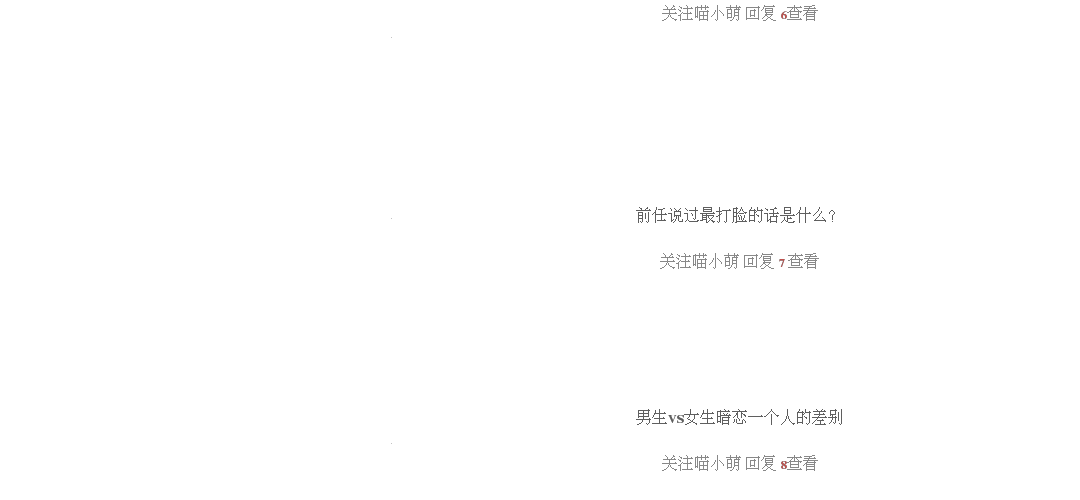 关注喵小萌 回复 6查看
前任说过最打脸的话是什么?
关注喵小萌 回复 7 查看
男生vs女生暗恋一个人的差别
关注喵小萌 回复 8查看